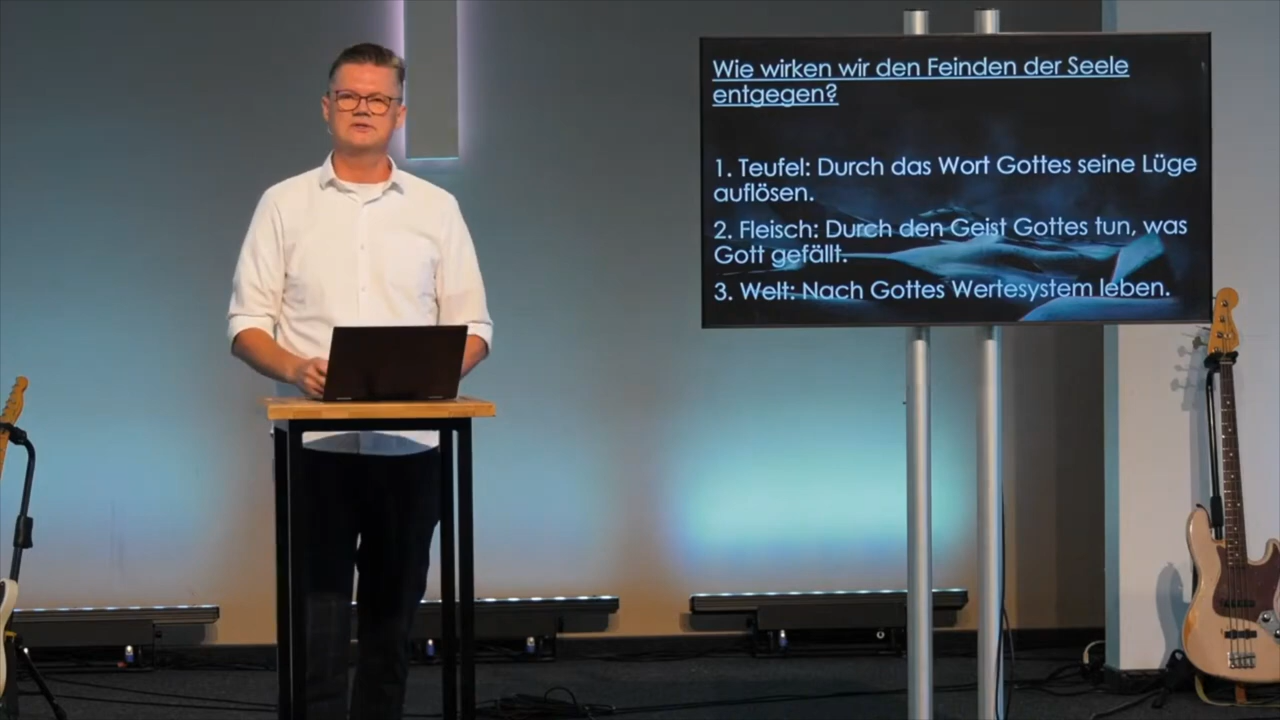 Wie wirken wir den Feinden der Seele
entgegen?
1. Teufel: Durch das Wort Gottes seine Lüge
auflösen.
2. Fleisch: Durch den Geist Gottes tun, was
Gott gefällt.
3. Welt: Nach Gottes Wertesystem leben.